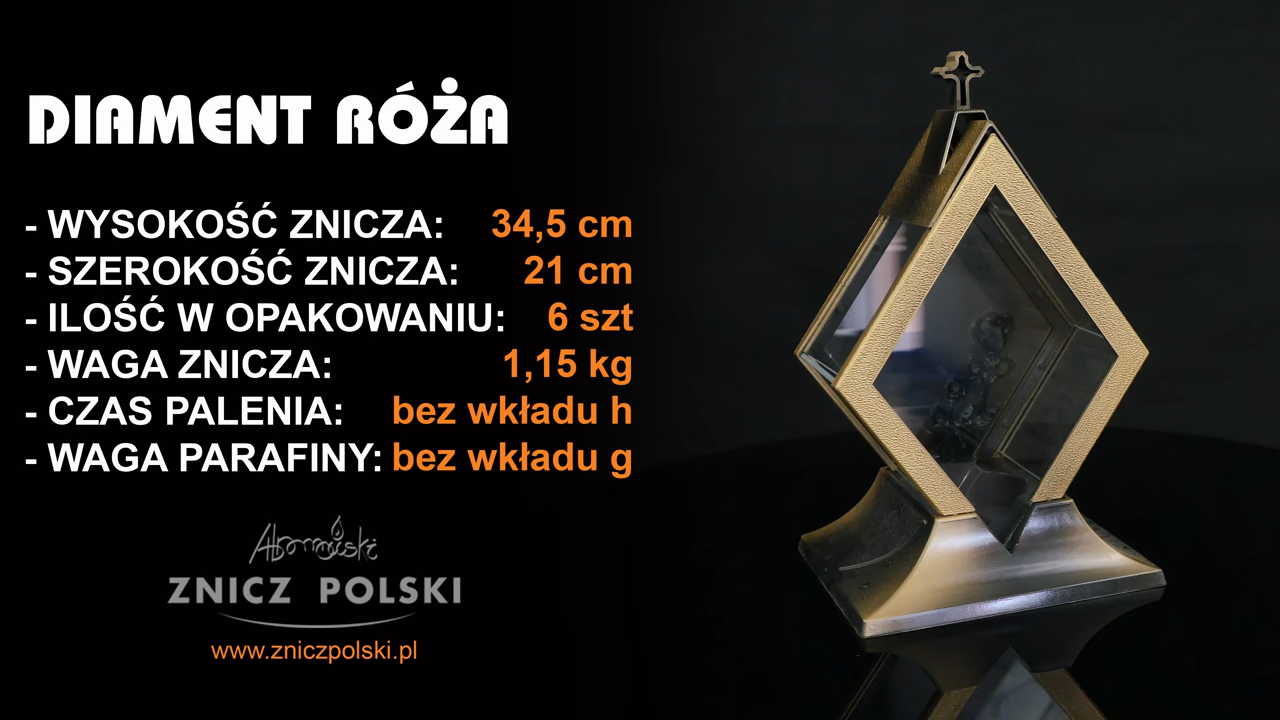 DIAMENT RÓŻA
- WYSOKOŚĆ ZNICZA: 34,5 cm
- SZEROKOŚĆ ZNICZA: 21 cm
- ILOŚĆ W OPAKOWANIU: 6 szt
- WAGA ZNICZA: 1,15 kg
- CZAS PALENIA: bez wkładu h
- WAGA PARAFINY: bez wkładu g
ZNICZ POLSKI
www.zniczpolski.pl